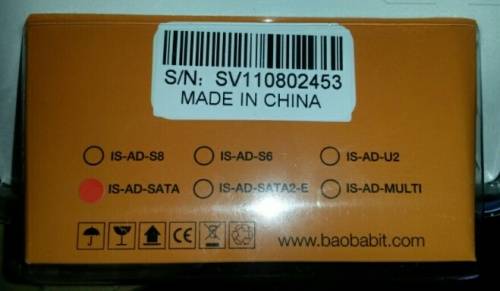 S/N: SV110802453
MADE IN CHINA
IS-AD-S8 IS-AD-S6 IS-AD-U2
IS-AD-SATA IS-AD-SATA2-E IS-AD-MULTI
CE
www.baobabit.com